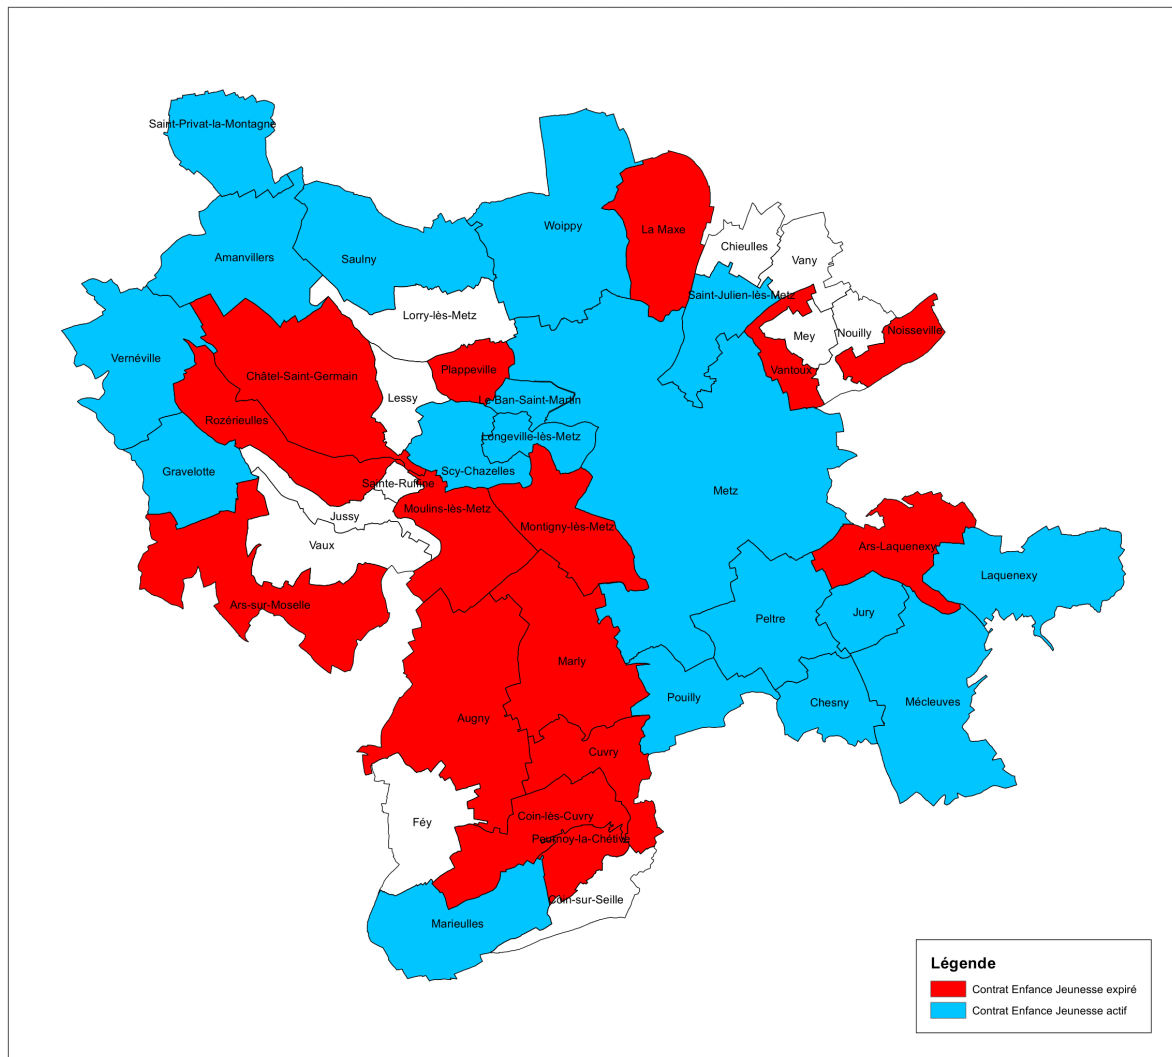 Saint-Privat-la-Montagne
Woippy
La Maxe
Chieulles
Amanvillers
Saulny
Vany
Saint-Julien-lès-Metz
Lorry-lès-Metz
Noisseville
Nouilly
Mey
Vernéville
Plappeville
Vantoux
Châtel-Saint-Germain
Lessy
Le Ban-Saint-Martin
Rozérieulles
Longeville-lès-Metz
Gravelotte
Scy-Chazelles
Sainte-Ruffine
Metz
Moulins-lès-Metz
Jussy
Montigny-lès-Metz
Vaux
Ars-Laquenexy
Laquenexy
Ars-sur-Moselle
Jury
Peltre
Marly
Pouilly
Chesny
Mécleuves
Augny
Cuvry
Coin-lès-Cuvry
Féy
Pournoy-la-Chétive
Coin-sur-Seille
Marieulles
Légende
Contrat Enfance Jeunesse expiré
Contrat Enfance Jeunesse actif